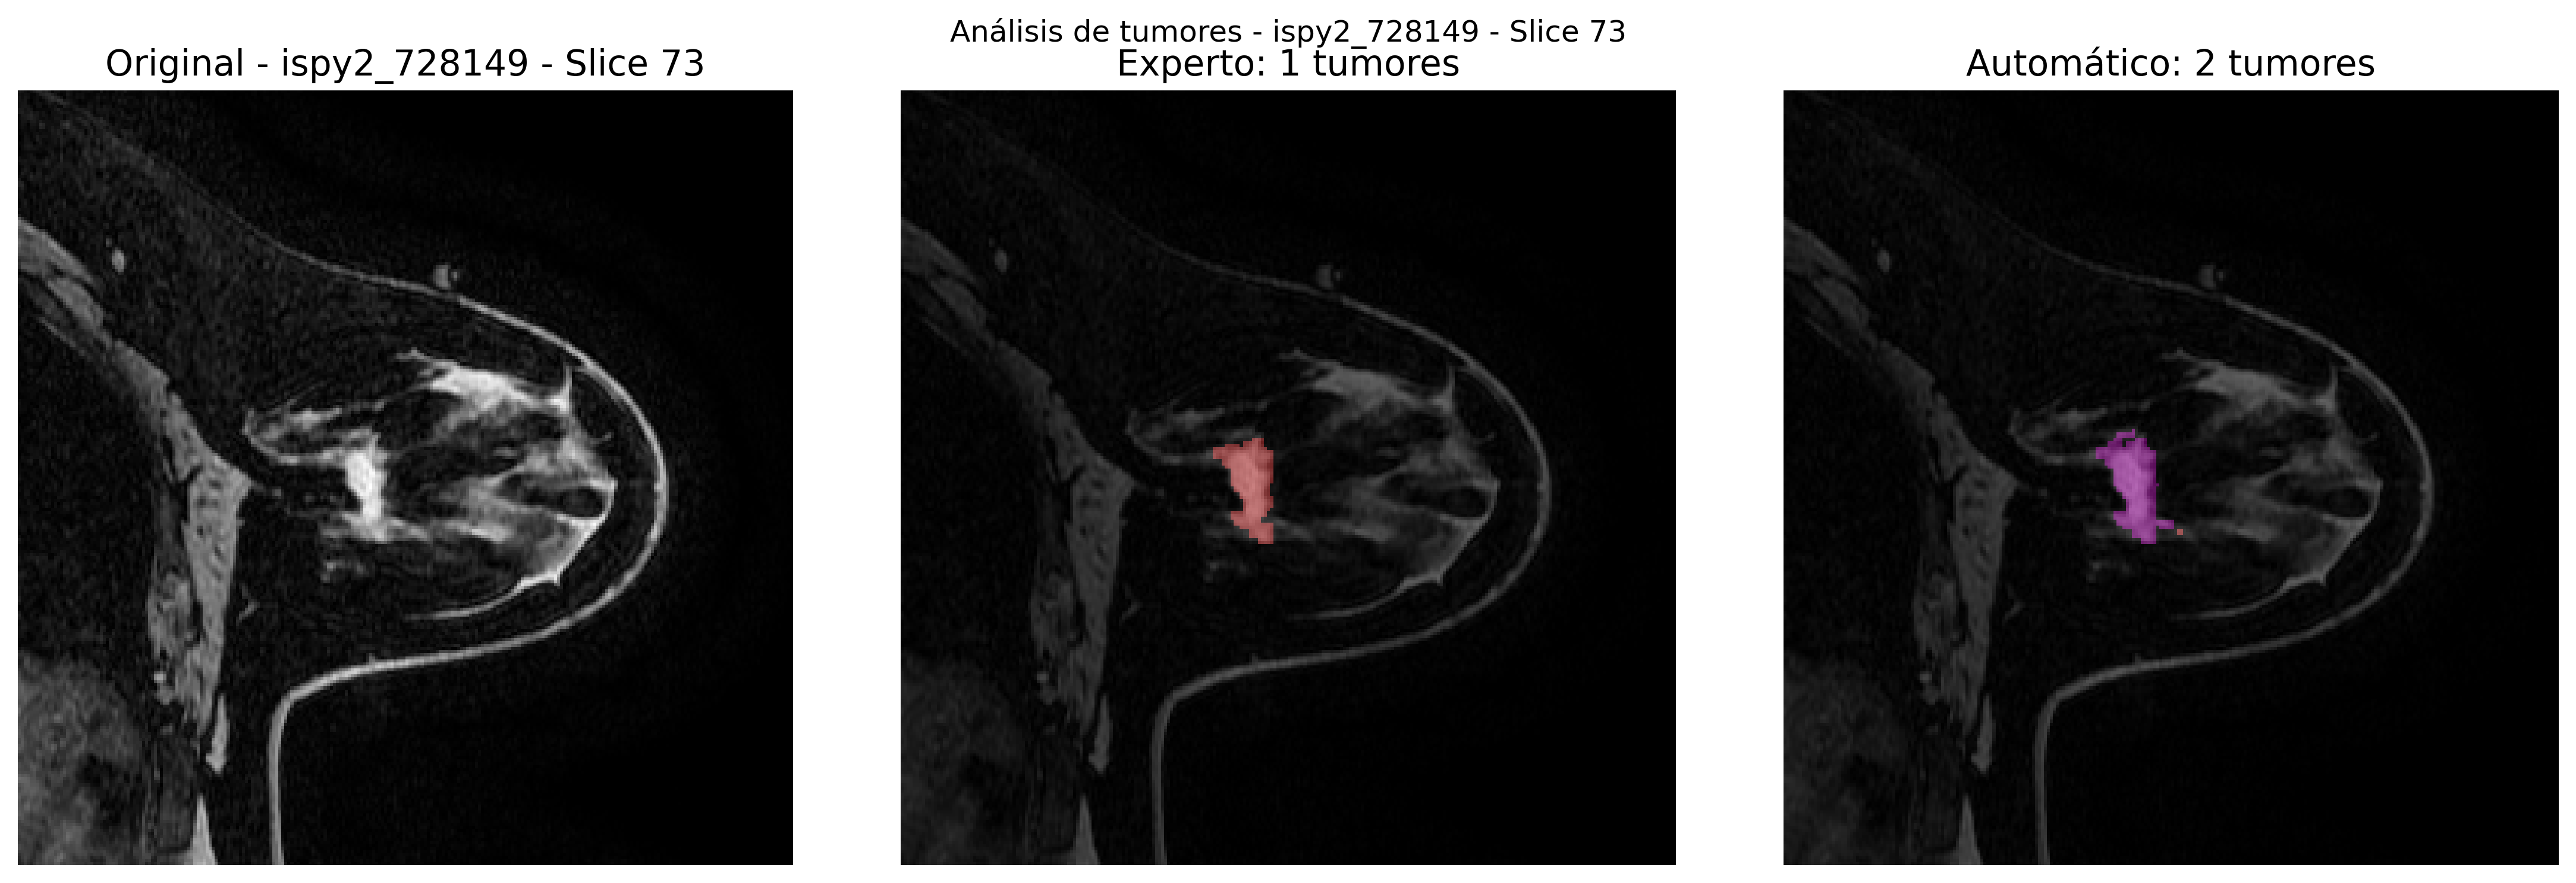 Análisis de tumores - ispy2_728149 - Slice 73
Original - ispy2_728149 - Slice 73
Experto: 1 tumores
Automático: 2 tumores